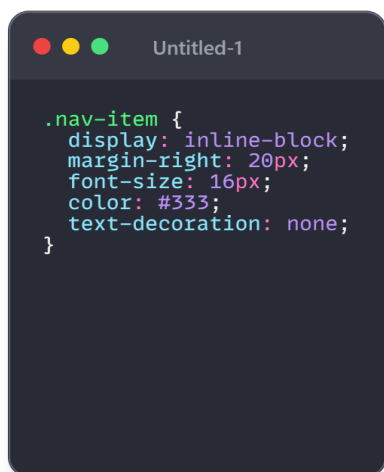 Untitled-1
.nav-item {
  display: inline-block;
  margin-right: 20px;
  font-size: 16px;
  color: #333;
  text-decoration: none;
}